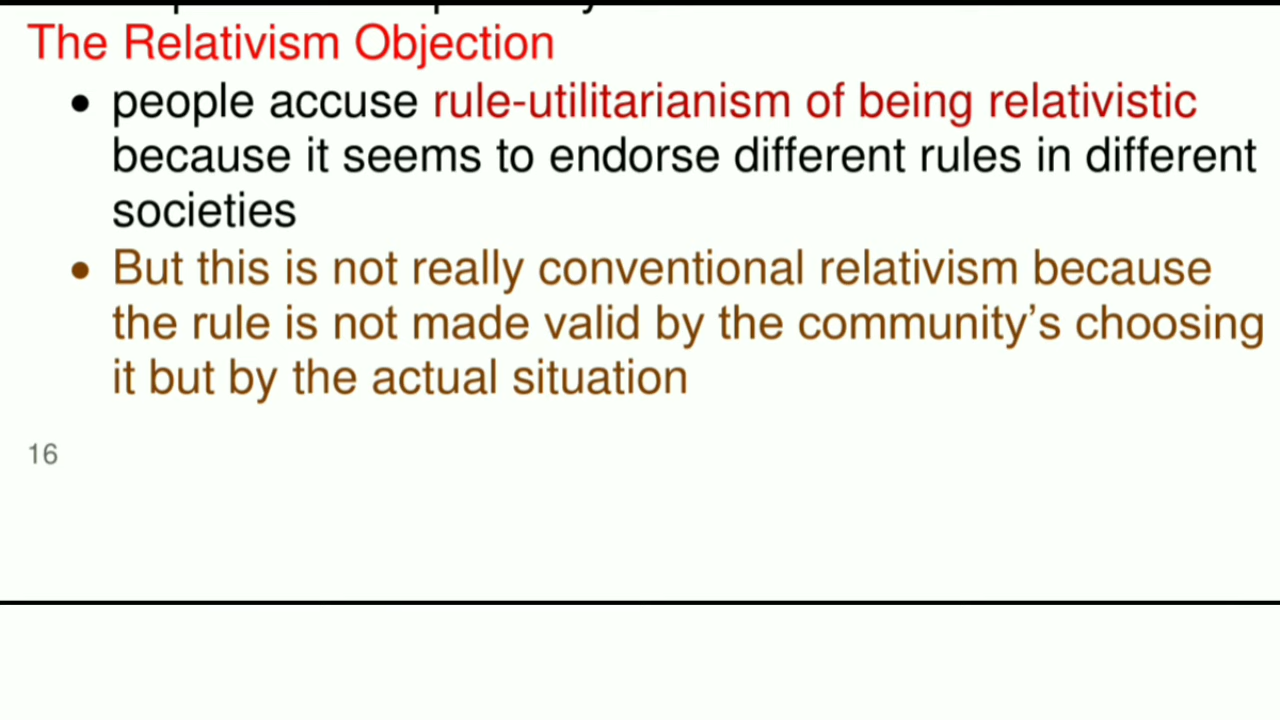 The Relativism Objection
• people accuse rule-utilitarianism of being relativistic
because it seems to endorse different rules in different
societies
• But this is not really conventional relativism because
the rule is not made valid by the community's choosing
it but by the actual situation
16